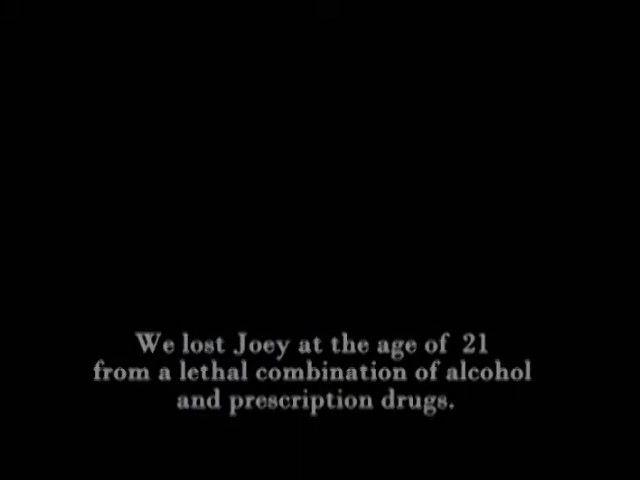 We lost Joey at the age of 21
from a lethal combination of alcohol
and prescription drugs.